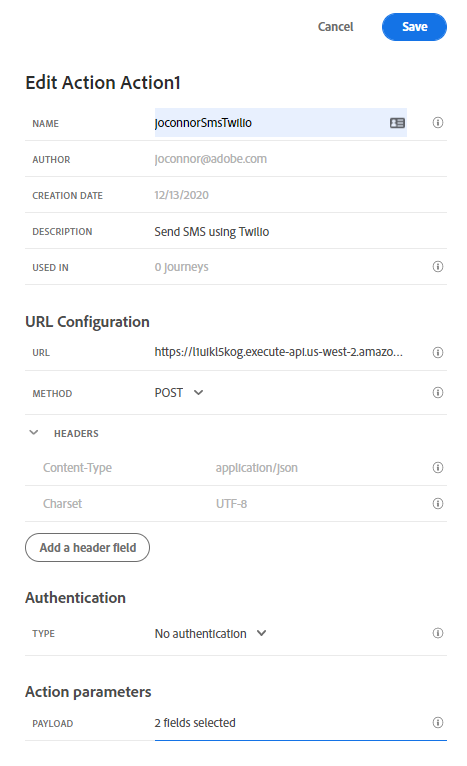 Cancel Save
Edit Action Action1
NAME joconnorSmsTwilio
AUTHOR joconnor@adobe.com
CREATION DATE 12/13/2020
DESCRIPTION Send SMS using Twilio
USED IN 0 journeys
URL Configuration
URL https://l1uikl5kog.execute-api.us-west-2.amazo...
METHOD POST
HEADERS
Content-Type application/json
Charset UTF-8
Add a header field
Authentication
TYPE No authentication
Action parameters
PAYLOAD 2 fields selected